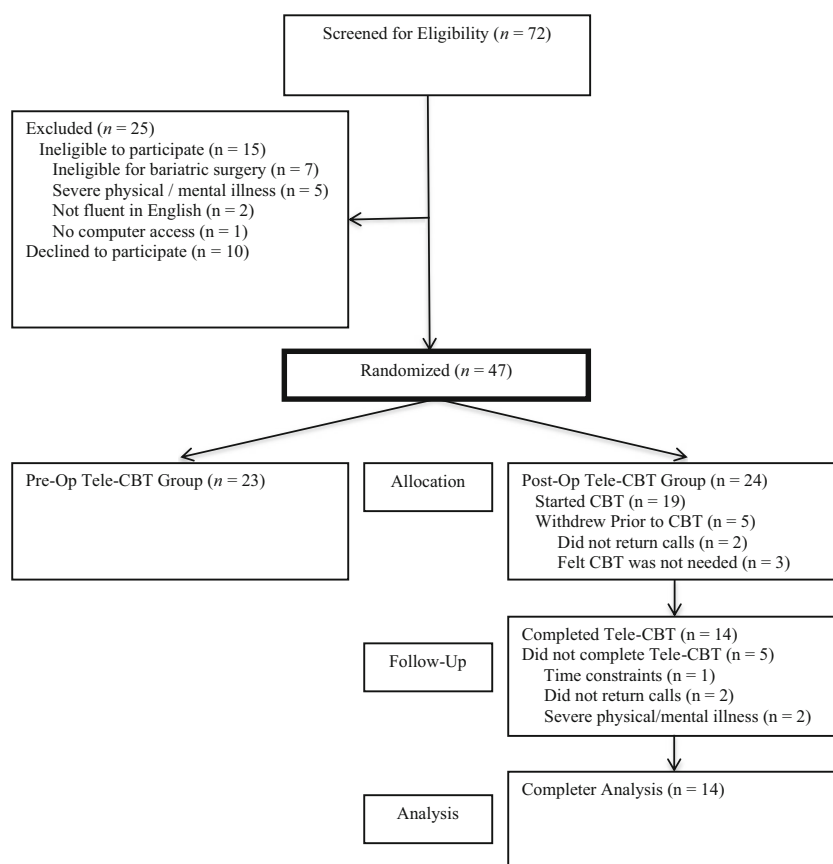 Screened for Eligibility (n = 72)
Excluded (n = 25)
Ineligible to participate (n = 15)
Ineligible for bariatric surgery (n = 7)
Severe physical / mental illness (n = 5)
Not fluent in English (n = 2)
No computer access (n = 1)
Declined to participate (n = 10)
Randomized (n = 47)
Pre-Op Tele-CBT Group (n = 23)
Allocation
Post-Op Tele-CBT Group (n = 24)
Started CBT (n = 19)
Withdrew Prior to CBT (n = 5)
Did not return calls (n = 2)
Felt CBT was not needed (n = 3)
Follow-Up
Completed Tele-CBT (n = 14)
Did not complete Tele-CBT (n = 5)
Time constraints (n = 1)
Did not return calls (n = 2)
Severe physical/mental illness (n = 2)
Analysis
Completer Analysis (n = 14)